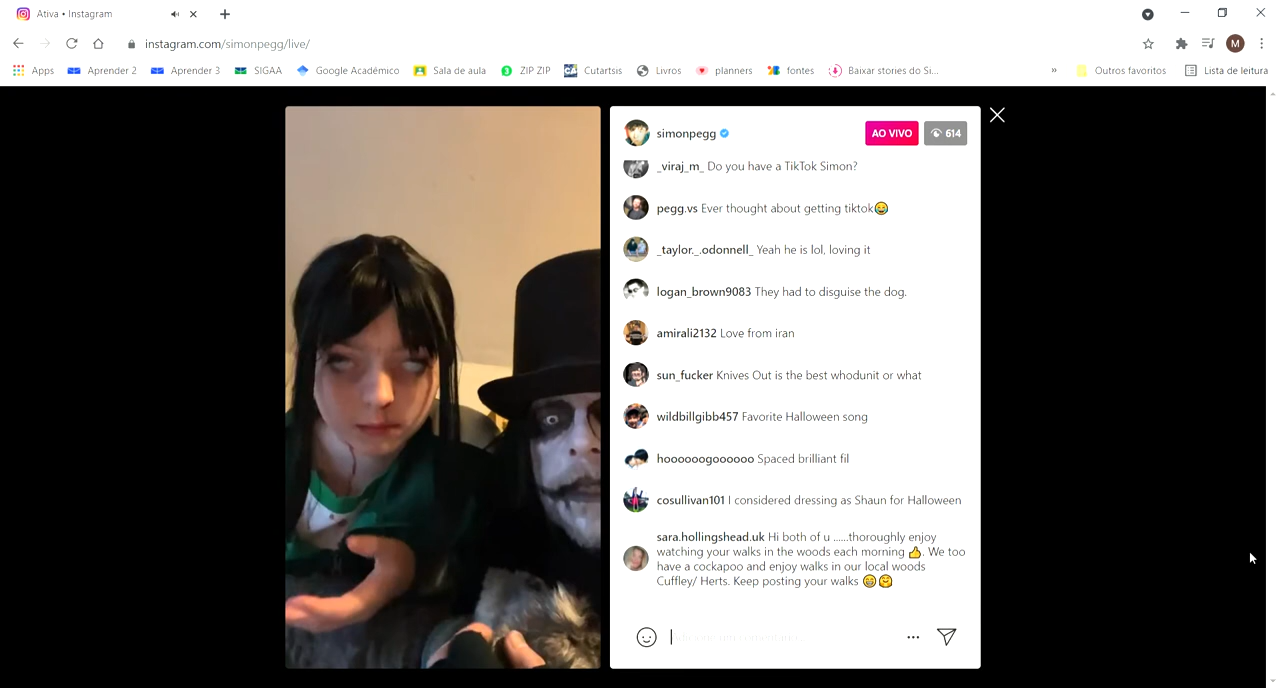 Ativa • Instagram
instagram.com/simonpegg/live/
M
Apps
Aprender 2
Aprender 3
SIGAA
Google Acadêmico
Sala de aula
ZIP ZIP
Cutartsis
Livros
planners
fontes
Baixar stories do Si...
»
Outros favoritos
Lista de leitura
simonpegg
AO VIVO
614
_viraj_m_ Do you have a TikTok Simon?
pegg.vs Ever thought about getting tiktok😂
_taylor._.odonnell_ Yeah he is lol, loving it
logan_brown9083 They had to disguise the dog.
amirali2132 Love from iran
sun_fucker Knives Out is the best whodunit or what
wildbillgibb457 Favorite Halloween song
hoooooogoooooo Spaced brilliant fil
cosullivan101 I considered dressing as Shaun for Halloween
sara.hollingshead.uk Hi both of u ......thoroughly enjoy
watching your walks in the woods each morning 👍. We too
have a cockapoo and enjoy walks in our local woods
Cuffley/ Herts. Keep posting your walks 😁🤗